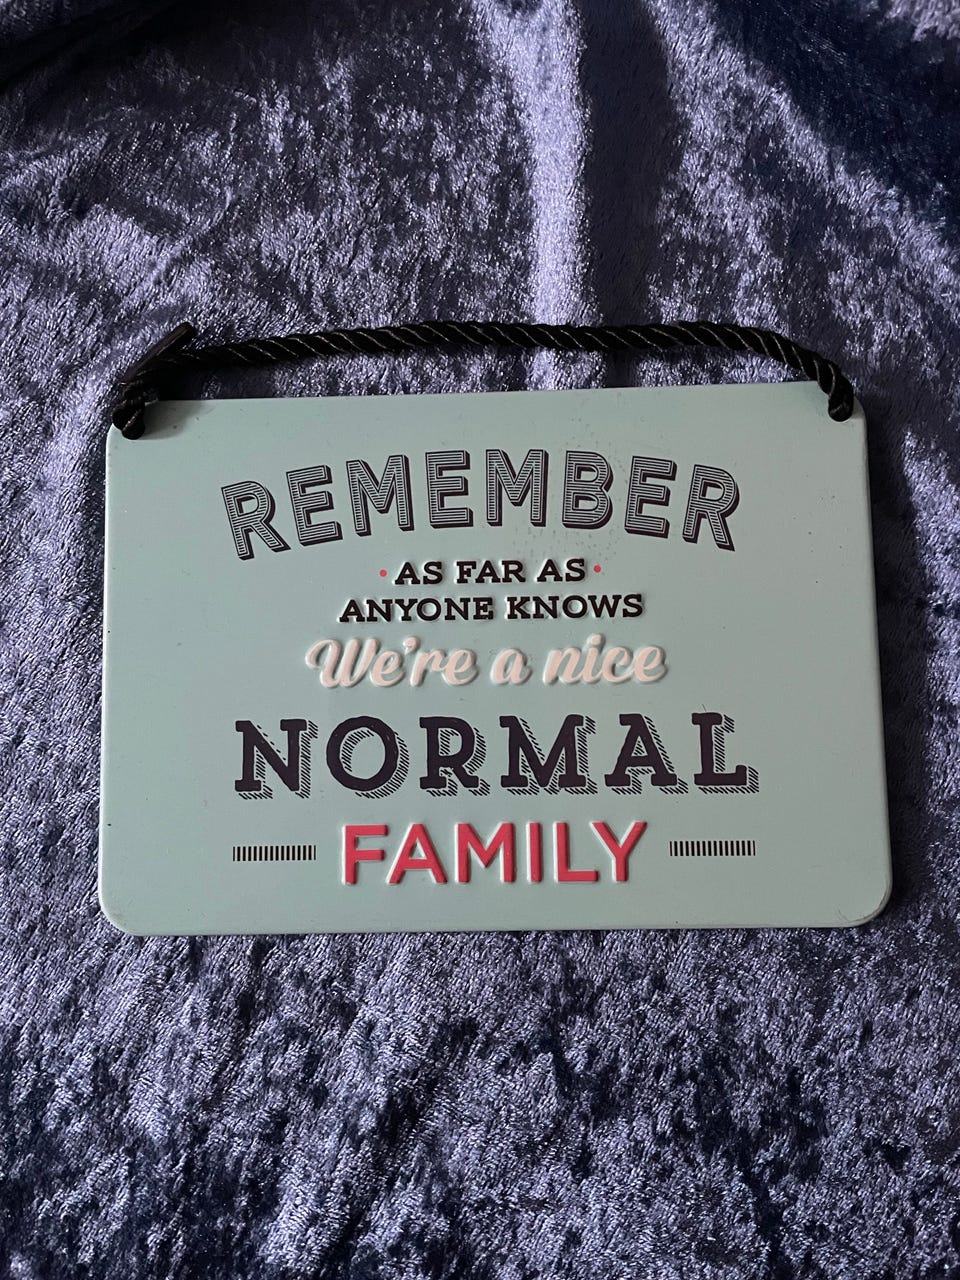 REMEMBER
AS FAR AS
ANYONE KNOWS
We're a nice
NORMAL
FAMILY